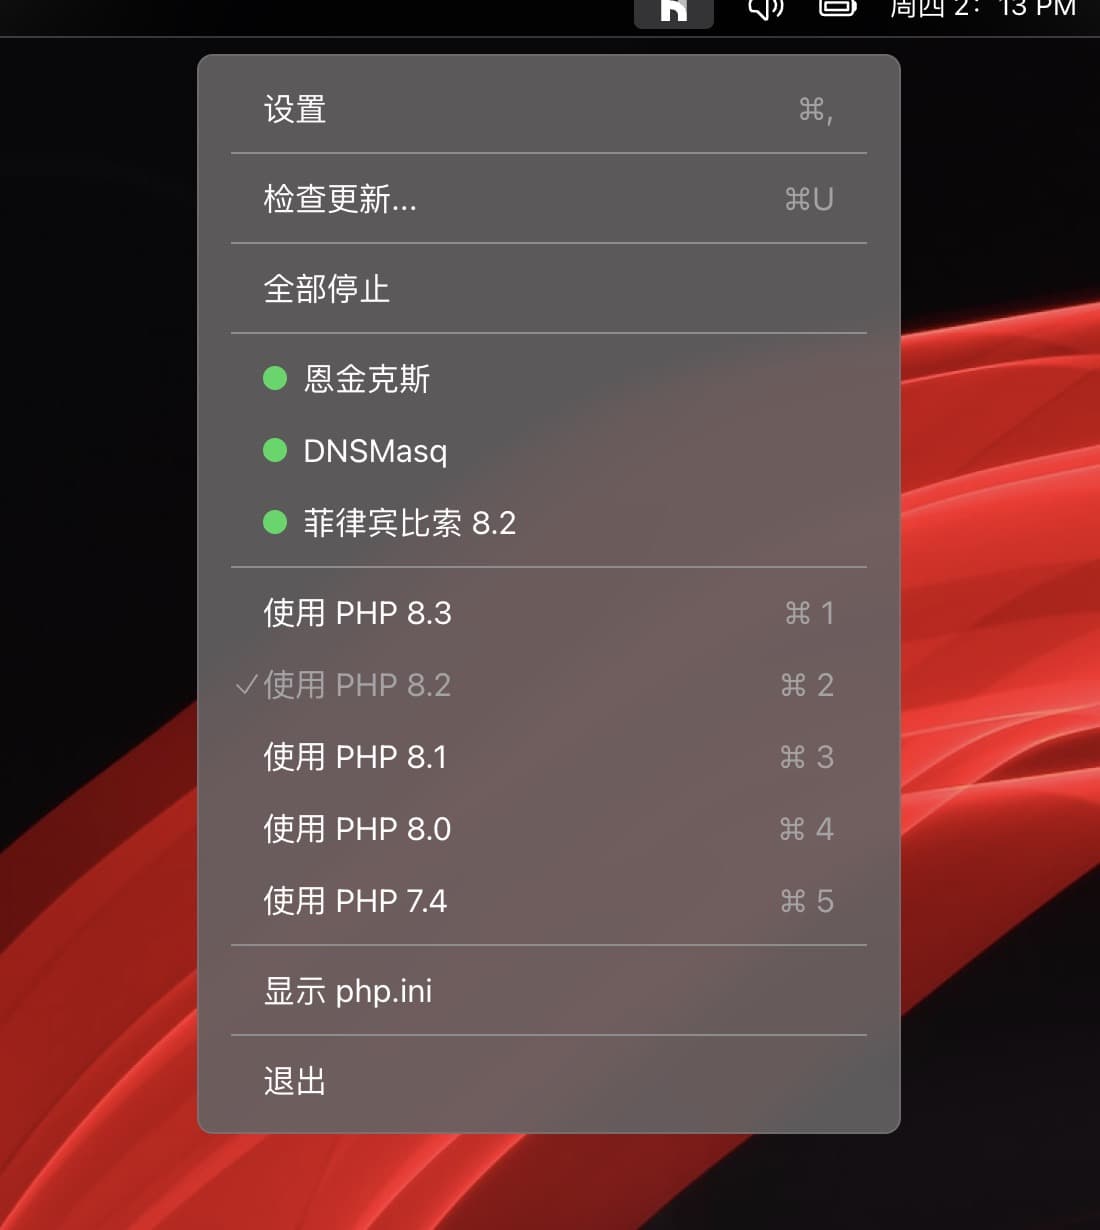 周四 2：13 PM
设置 ⌘,
检查更新... ⌘U
全部停止
恩金克斯
DNSMasq
菲律宾比索 8.2
使用 PHP 8.3 ⌘ 1
✓使用 PHP 8.2 ⌘ 2
使用 PHP 8.1 ⌘ 3
使用 PHP 8.0 ⌘ 4
使用 PHP 7.4 ⌘ 5
显示 php.ini
退出